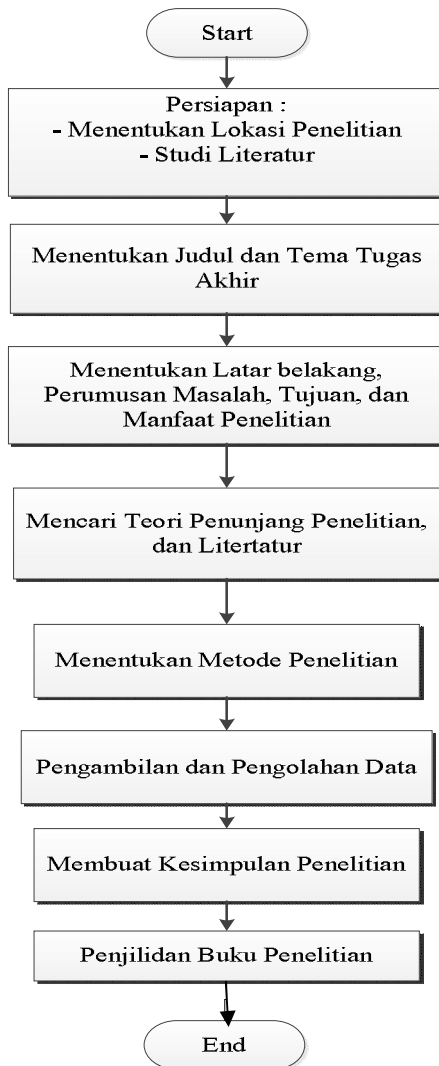 Start
Persiapan :
- Menentukan Lokasi Penelitian
- Studi Literatur
Menentukan Judul dan Tema Tugas
Akhir
Menentukan Latar belakang,
Perumusan Masalah, Tujuan, dan
Manfaat Penelitian
Mencari Teori Penunjang Penelitian,
dan Litertatur
Menentukan Metode Penelitian
Pengambilan dan Pengolahan Data
Membuat Kesimpulan Penelitian
Penjilidan Buku Penelitian
End